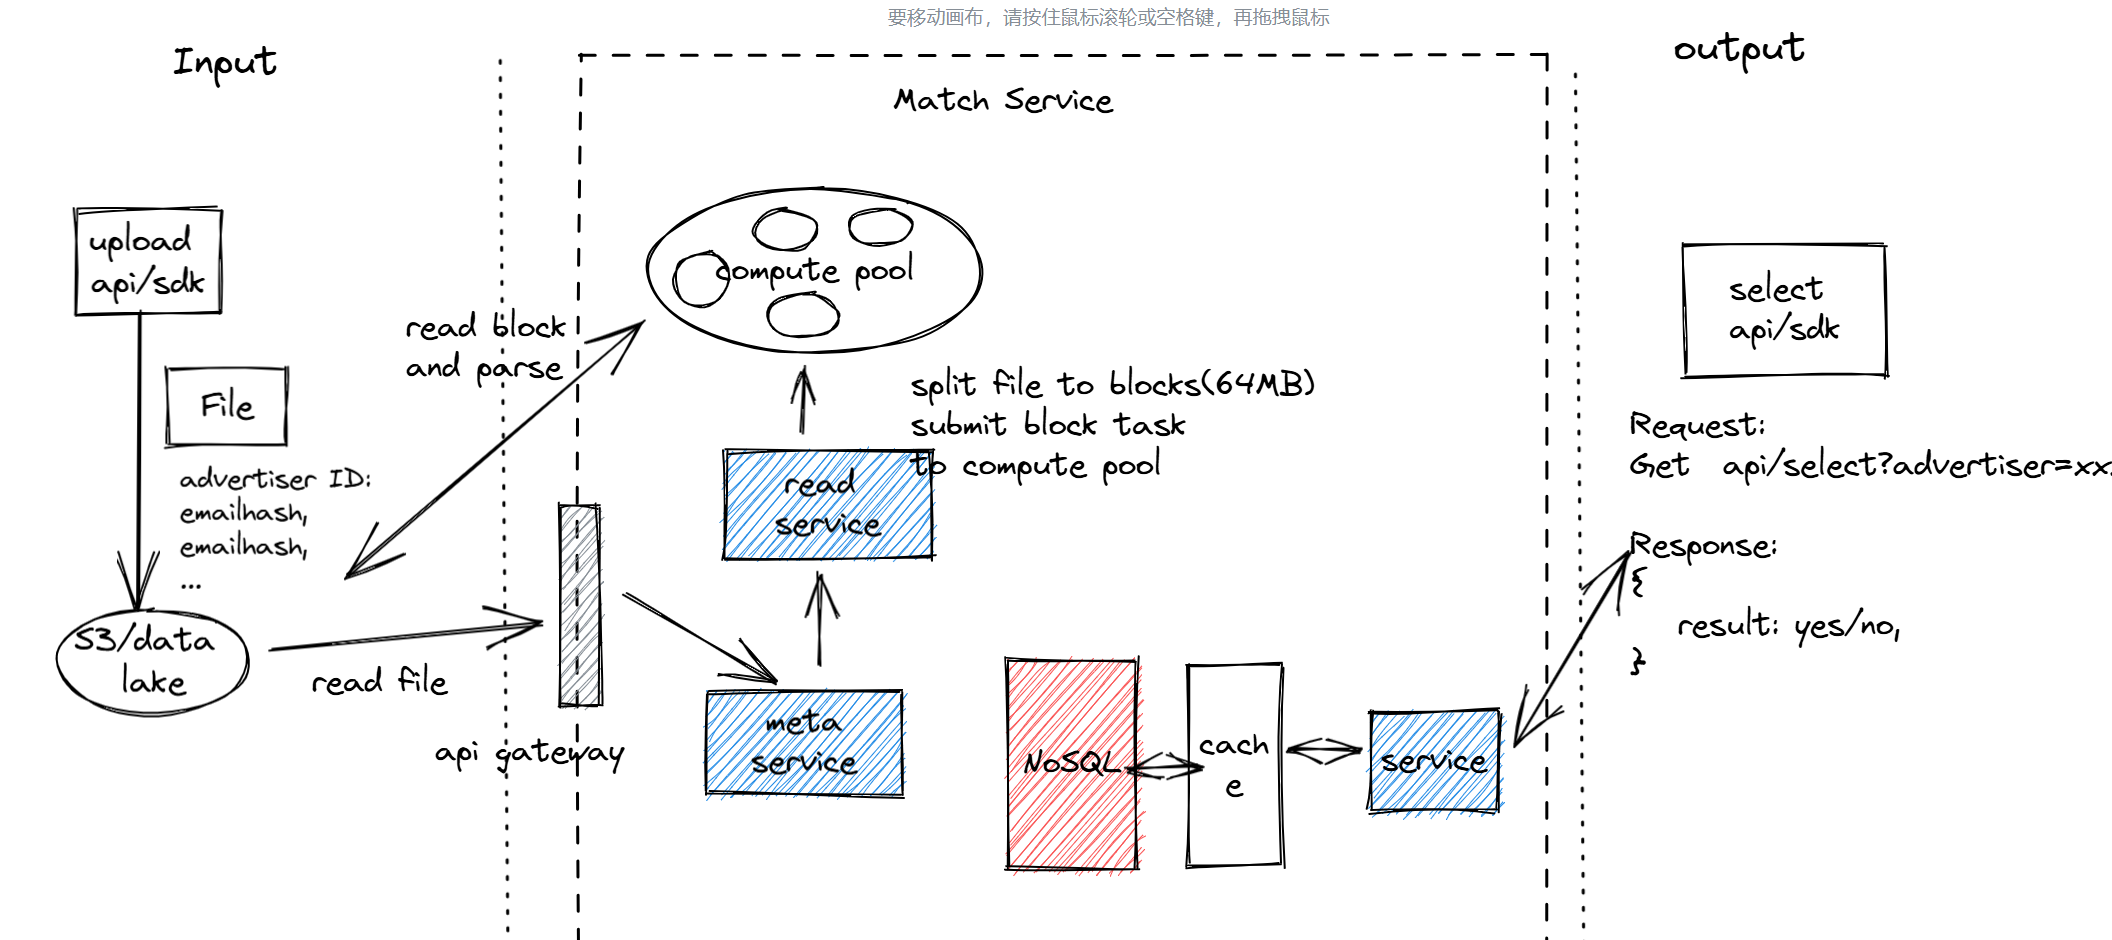 要移动画布，请按住鼠标滚轮或空格键，再拖拽鼠标
Input
output
Match Service
upload
api/sdk
File
advertiser ID:
emailhash,
emailhash,
...
S3/data
lake
read file
read block
and parse
api gateway
compute pool
split file to blocks(64MB)
submit block task
to compute pool
read
service
meta
service
NoSQL
cach
e
service
select
api/sdk
Request:
Get api/select?advertiser=xx
Response:
{
result: yes/no,
}